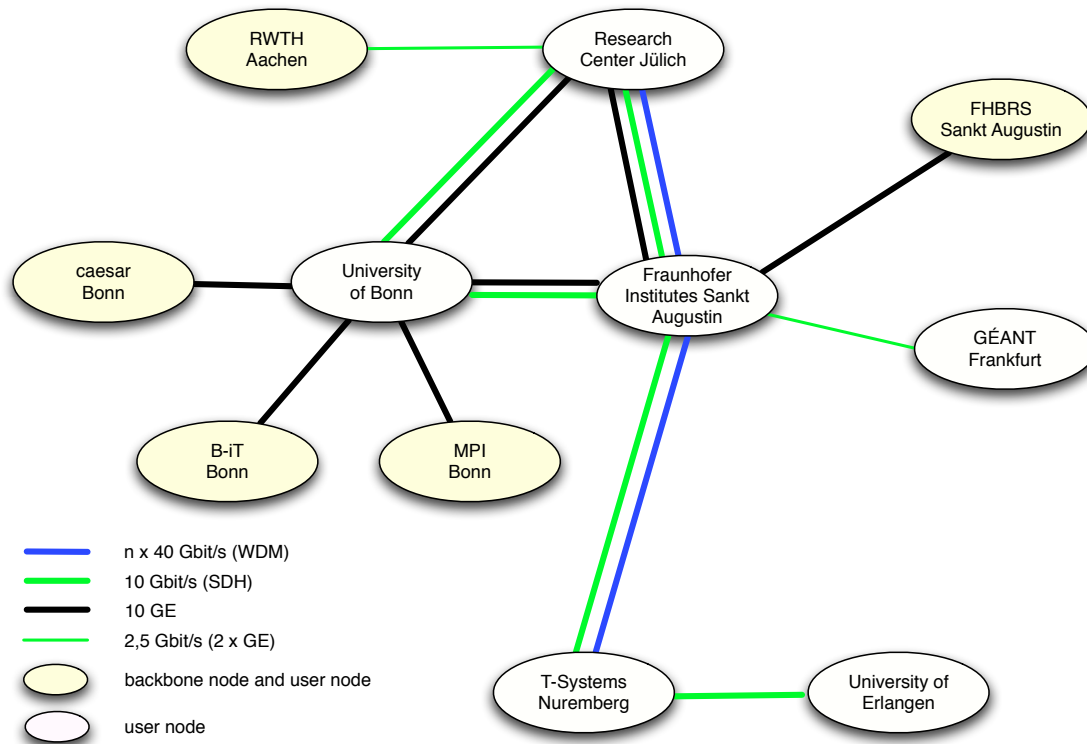 RWTH
Aachen
Research
Center Jülich
FHBRS
Sankt Augustin
caesar
Bonn
University
of Bonn
Fraunhofer
Institutes Sankt
Augustin
GÉANT
Frankfurt
B-iT
Bonn
MPI
Bonn
n x 40 Gbit/s (WDM)
10 Gbit/s (SDH)
10 GE
2,5 Gbit/s (2 x GE)
backbone node and user node
user node
T-Systems
Nuremberg
University of
Erlangen